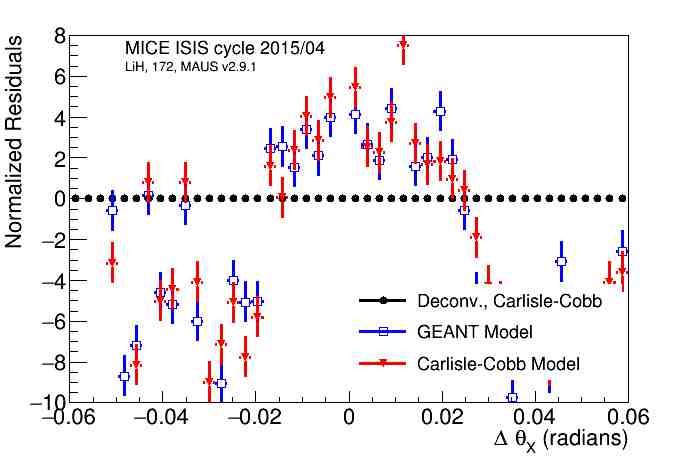 MICE ISIS cycle 2015/04
LiH, 172, MAUS v2.9.1
Normalized Residuals
8
6
4
2
0
−2
−4
−6
−8
−10
Deconv., Carlisle-Cobb
GEANT Model
Carlisle-Cobb Model
−0.06 −0.04 −0.02 0 0.02 0.04 0.06
Δ θX (radians)